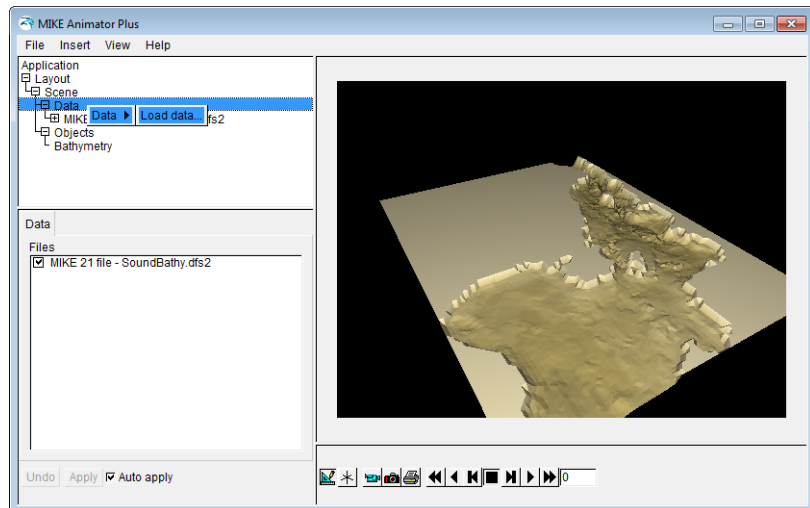 MIKE Animator Plus
File Insert View Help
Application
Layout
Scene
Data
MIKE Data Load data... fs2
Objects
Bathymetry
Data
Files
MIKE 21 file - SoundBathy.dfs2
Undo Apply Auto apply
0